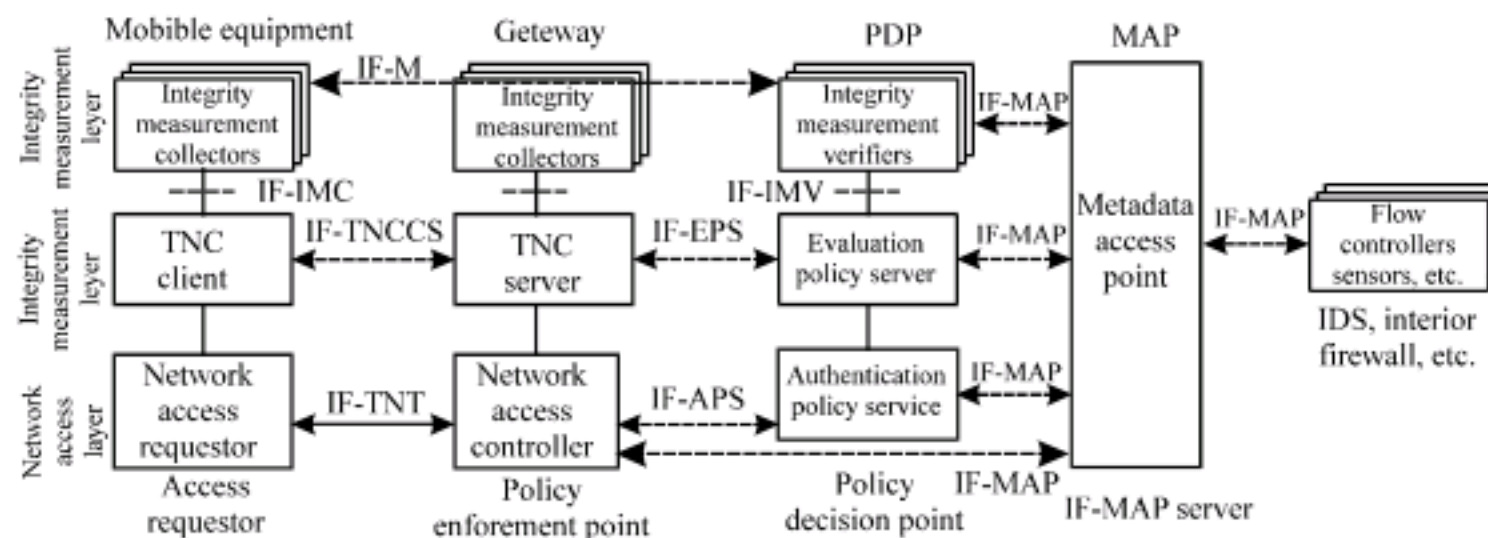 Mobible equipment
Geteway
PDP
MAP
Integrity
measurement
leyer
Integrity
measurement
collectors
IF-M
Integrity
measurement
collectors
Integrity
measurement
verifiers
IF-MAP
IF-IMC
IF-IMV
Integrity
measurement
leyer
TNC
client
IF-TNCCS
TNC
server
IF-EPS
Evaluation
policy server
IF-MAP
Metadata
access
point
IF-MAP
Flow
controllers
sensors, etc.
IDS, interior
firewall, etc.
Network
access
layer
Network
access
requestor
IF-TNT
Network
access
controller
IF-APS
Authentication
policy service
IF-MAP
IF-MAP
Access
requestor
Policy
enforement point
Policy
decision point
IF-MAP server